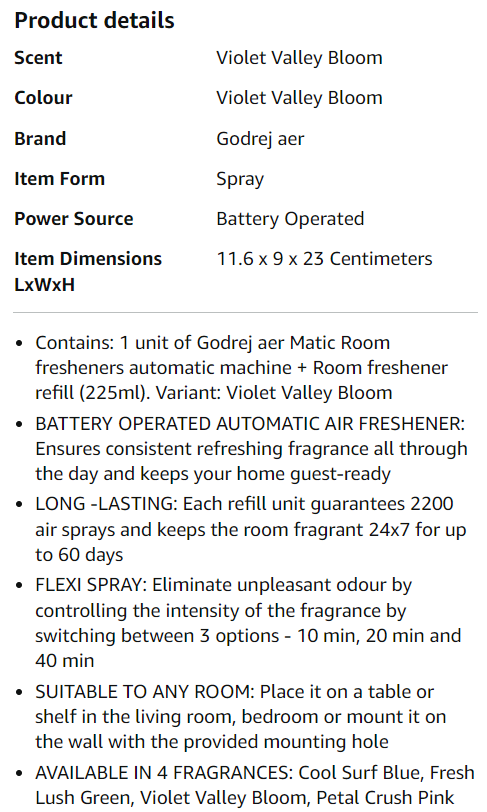 Product details
Scent Violet Valley Bloom
Colour Violet Valley Bloom
Brand Godrej aer
Item Form Spray
Power Source Battery Operated
Item Dimensions 11.6 x 9 x 23 Centimeters
LxWxH
• Contains: 1 unit of Godrej aer Matic Room
fresheners automatic machine + Room freshener
refill (225ml). Variant: Violet Valley Bloom
• BATTERY OPERATED AUTOMATIC AIR FRESHENER:
Ensures consistent refreshing fragrance all through
the day and keeps your home guest-ready
• LONG -LASTING: Each refill unit guarantees 2200
air sprays and keeps the room fragrant 24x7 for up
to 60 days
• FLEXI SPRAY: Eliminate unpleasant odour by
controlling the intensity of the fragrance by
switching between 3 options - 10 min, 20 min and
40 min
• SUITABLE TO ANY ROOM: Place it on a table or
shelf in the living room, bedroom or mount it on
the wall with the provided mounting hole
• AVAILABLE IN 4 FRAGRANCES: Cool Surf Blue, Fresh
Lush Green, Violet Valley Bloom, Petal Crush Pink